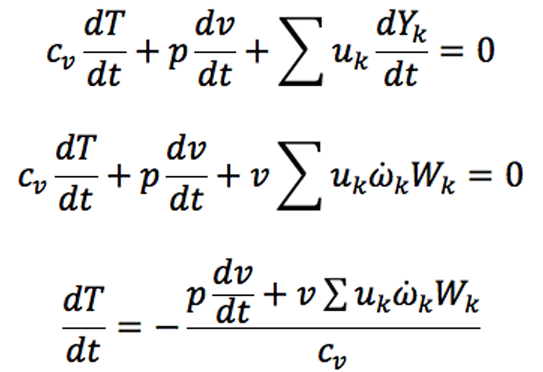 c_v dT/dt + p dv/dt + ∑ u_k dY_k/dt = 0
c_v dT/dt + p dv/dt + v ∑ u_k ω̇_k W_k = 0
dT/dt = − (p dv/dt + v ∑ u_k ω̇_k W_k) / c_v